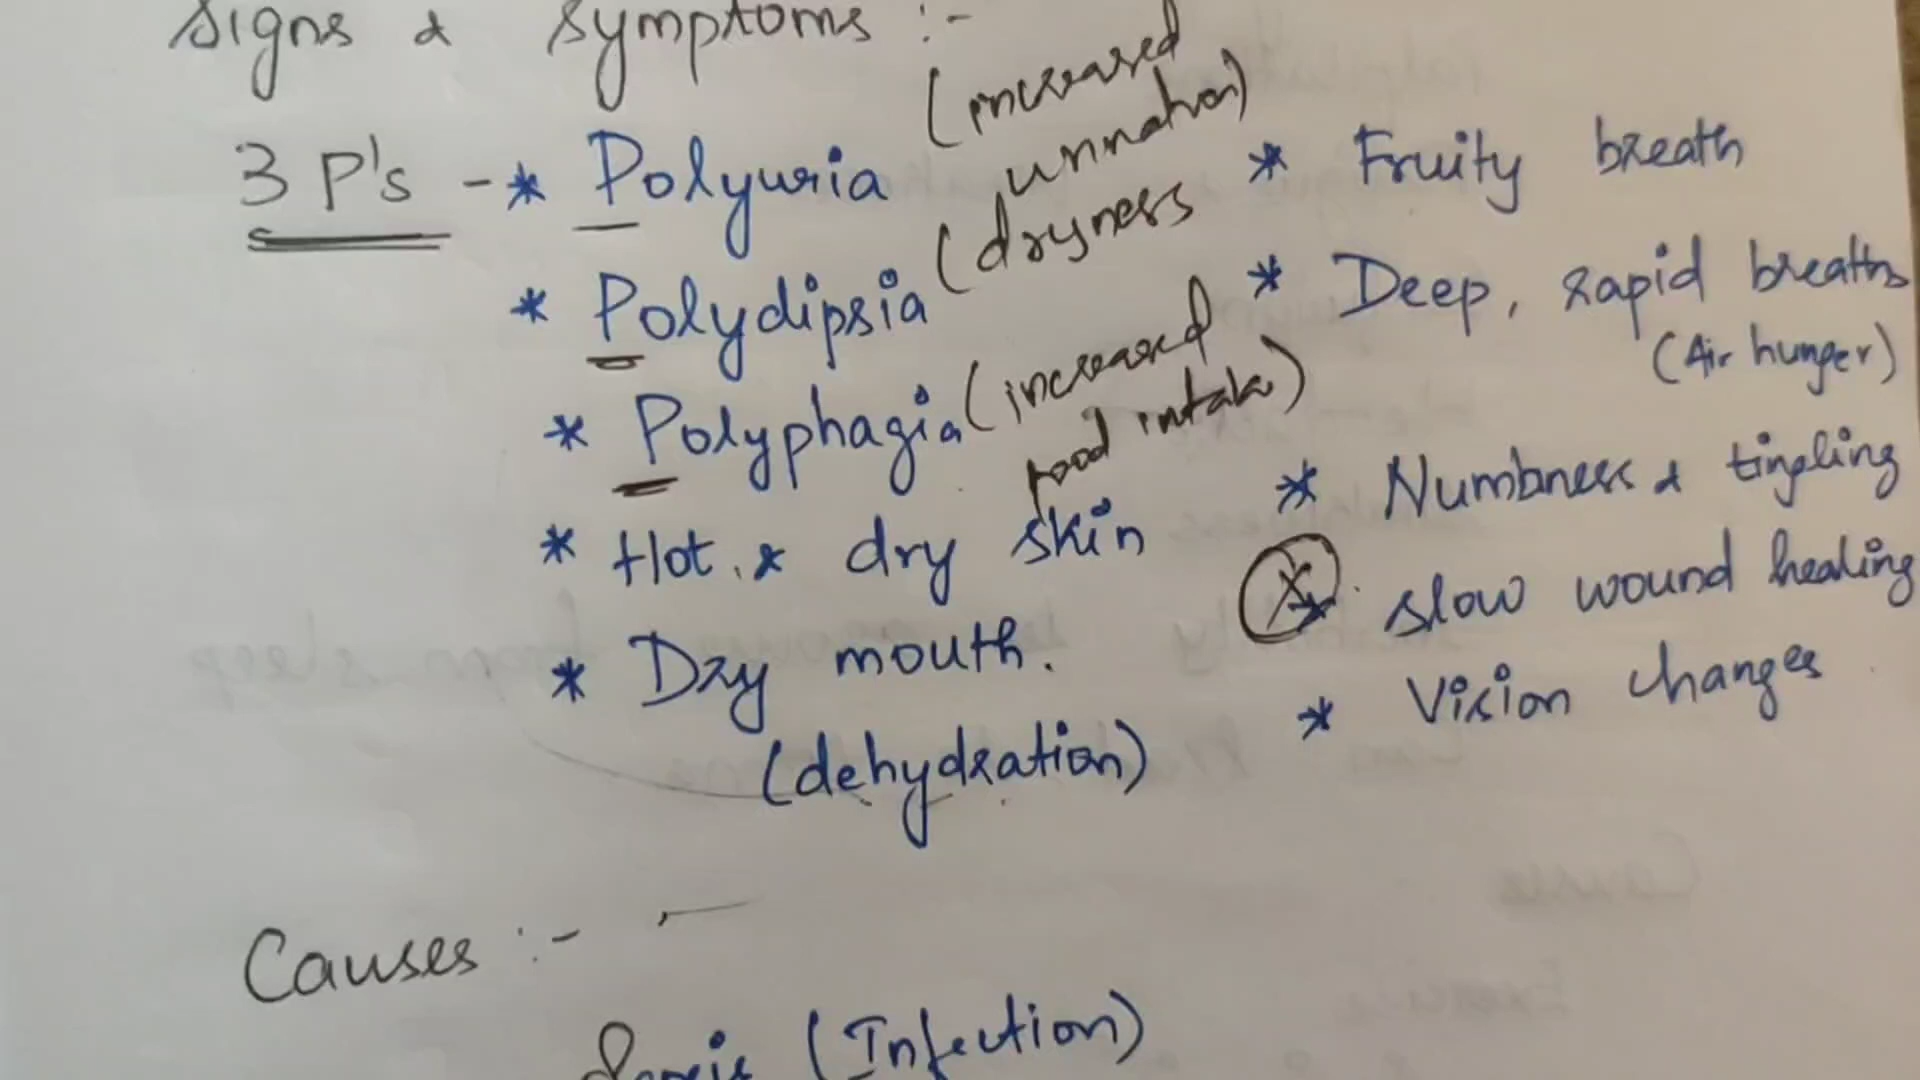 Signs & symptoms :-
3 P's - * Polyuria (increased urination)
* Polydipsia (dryness
* Polyphagia (increased food intake)
* Hot & dry skin
* Dry mouth.
(dehydration)
* Fruity breath
* Deep, rapid breaths
(Air hunger)
* Numbness & tingling
* slow wound healing
* Vision changes
Causes :-
Sepsis (Infection)